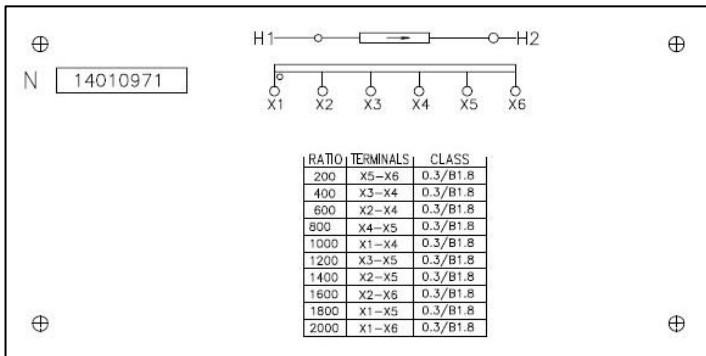 H1 H2
N 14010971
X1 X2 X3 X4 X5 X6
RATIO TERMINALS CLASS
200 X5-X6 0.3/B1.8
400 X3-X4 0.3/B1.8
600 X2-X4 0.3/B1.8
800 X4-X5 0.3/B1.8
1000 X1-X4 0.3/B1.8
1200 X3-X5 0.3/B1.8
1400 X2-X5 0.3/B1.8
1600 X2-X6 0.3/B1.8
1800 X1-X5 0.3/B1.8
2000 X1-X6 0.3/B1.8